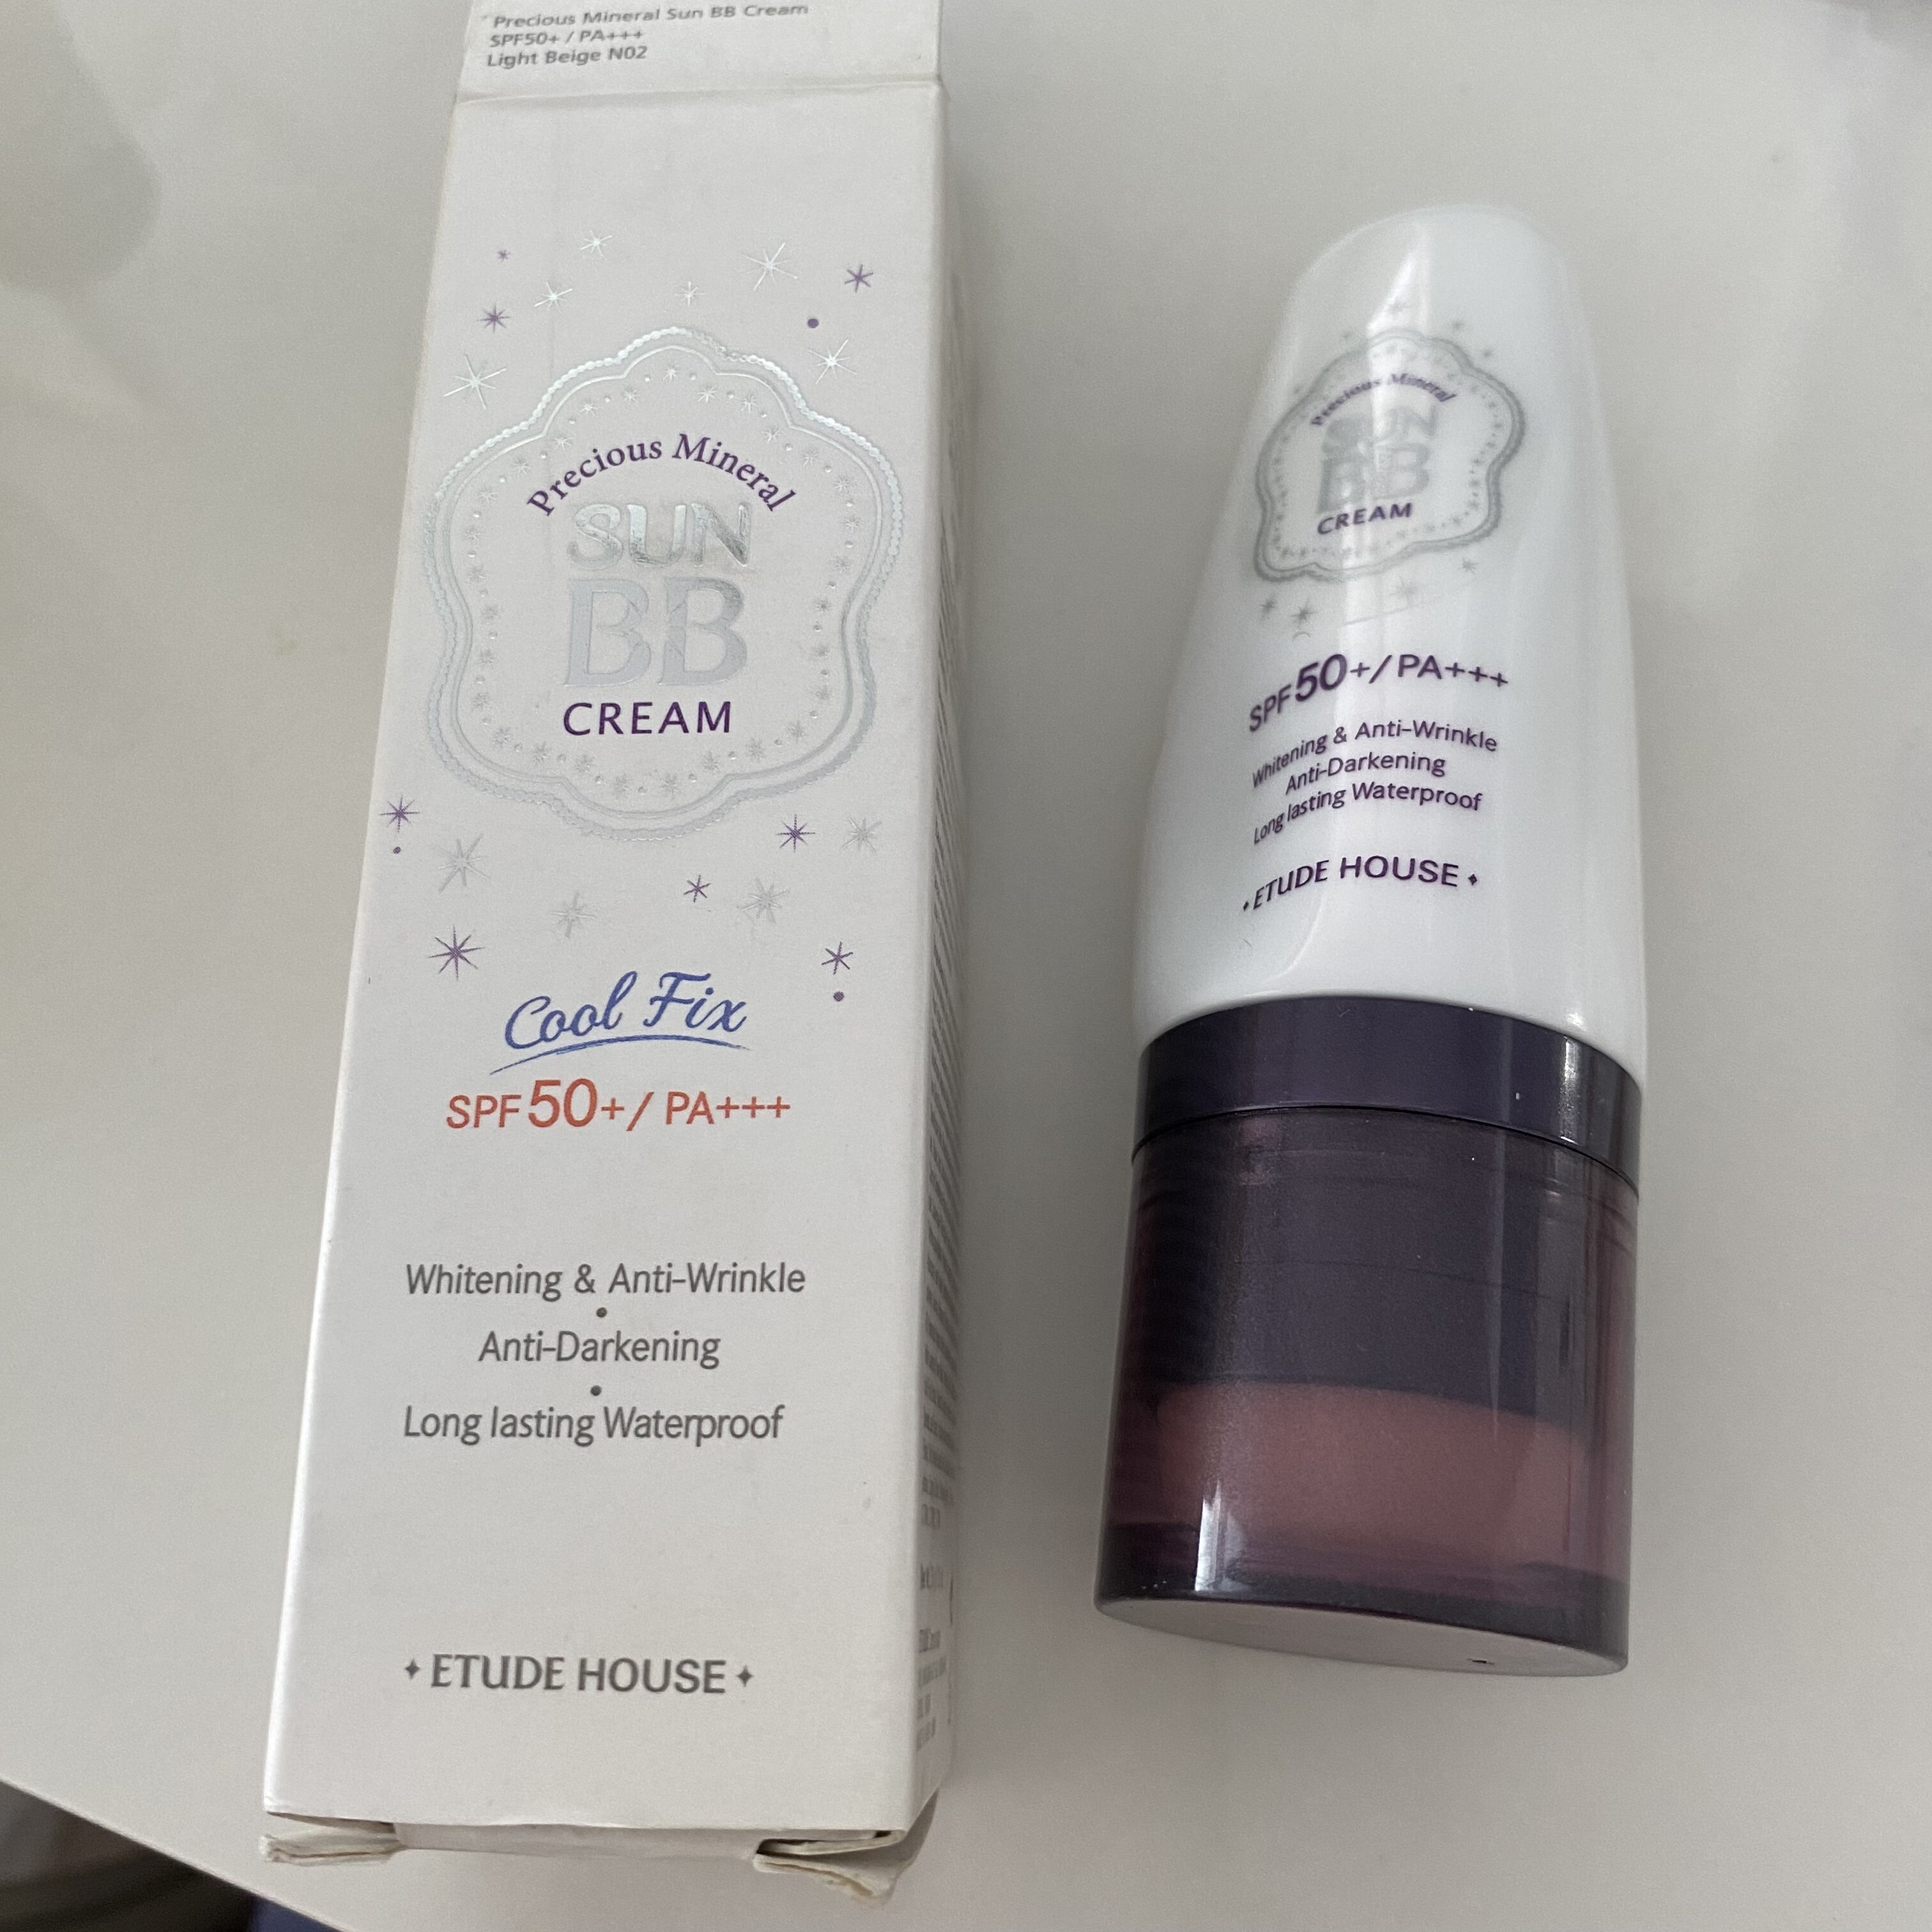 Precious Mineral Sun BB Cream
SPF50+ / PA+++
Light Beige N02
Precious Mineral
SUN
BB
CREAM
Cool Fix
SPF50+/ PA+++
Whitening & Anti-Wrinkle
•
Anti-Darkening
•
Long lasting Waterproof
ETUDE HOUSE
Precious Mineral
SUN
BB
CREAM
SPF50+/PA+++
Whitening & Anti-Wrinkle
Anti-Darkening
Long lasting Waterproof
ETUDE HOUSE